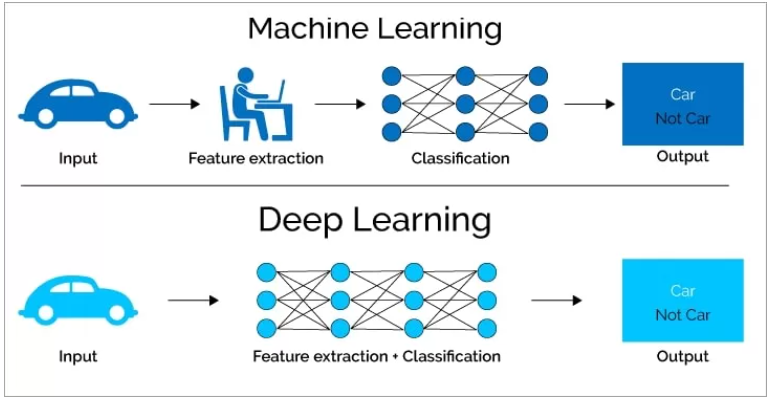 Machine Learning
Car
Not Car
Input
Feature extraction
Classification
Output
Deep Learning
Car
Not Car
Input
Feature extraction + Classification
Output